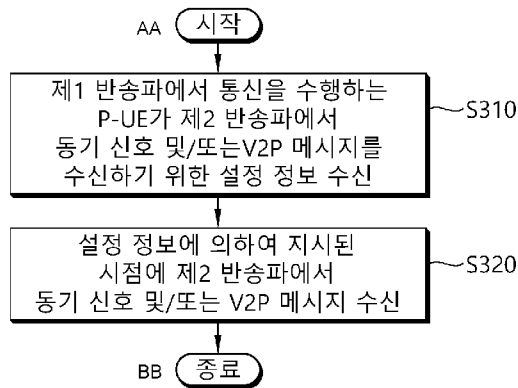 AA 시작
제1 반송파에서 통신을 수행하는
P-UE가 제2 반송파에서
동기 신호 및/또는V2P 메시지를
수신하기 위한 설정 정보 수신
S310
설정 정보에 의하여 지시된
시점에 제2 반송파에서
동기 신호 및/또는 V2P 메시지 수신
S320
BB 종료